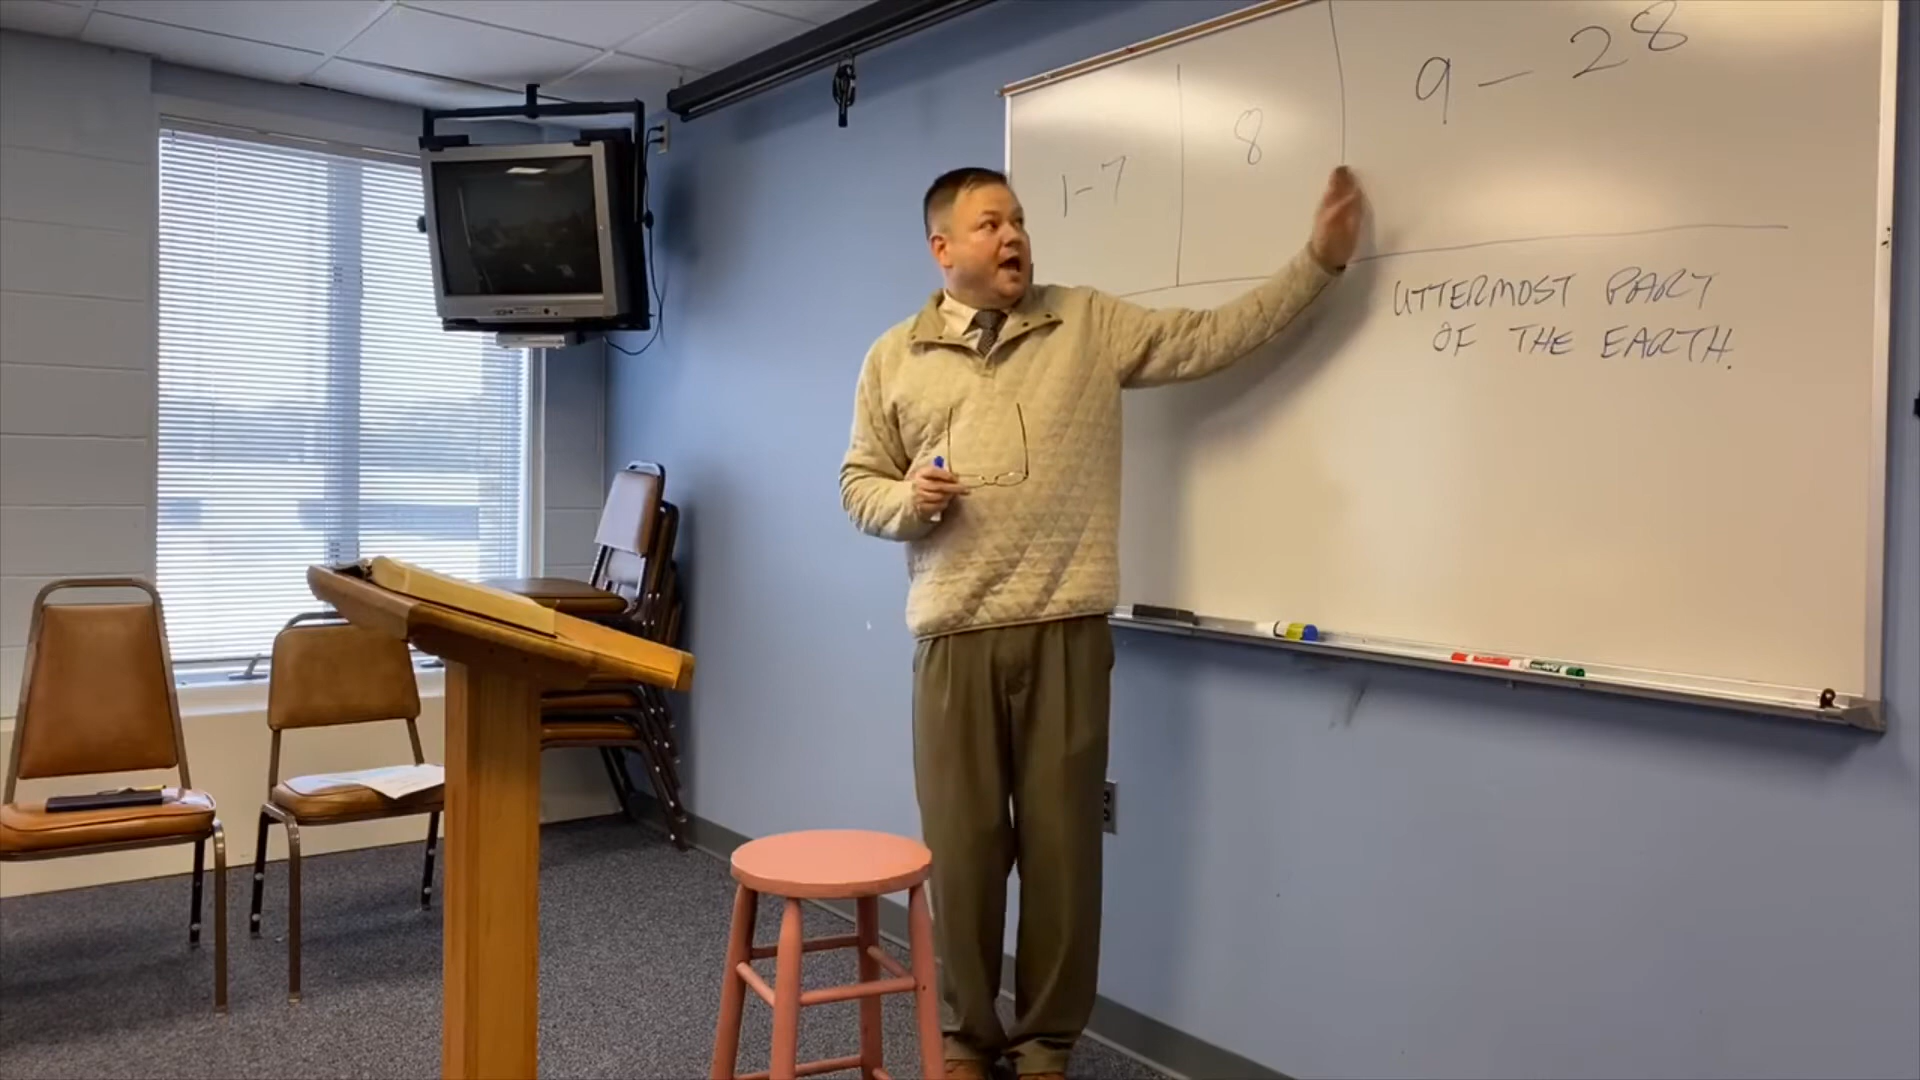 1-7
8
9-28
UTTERMOST PART
OF THE EARTH.